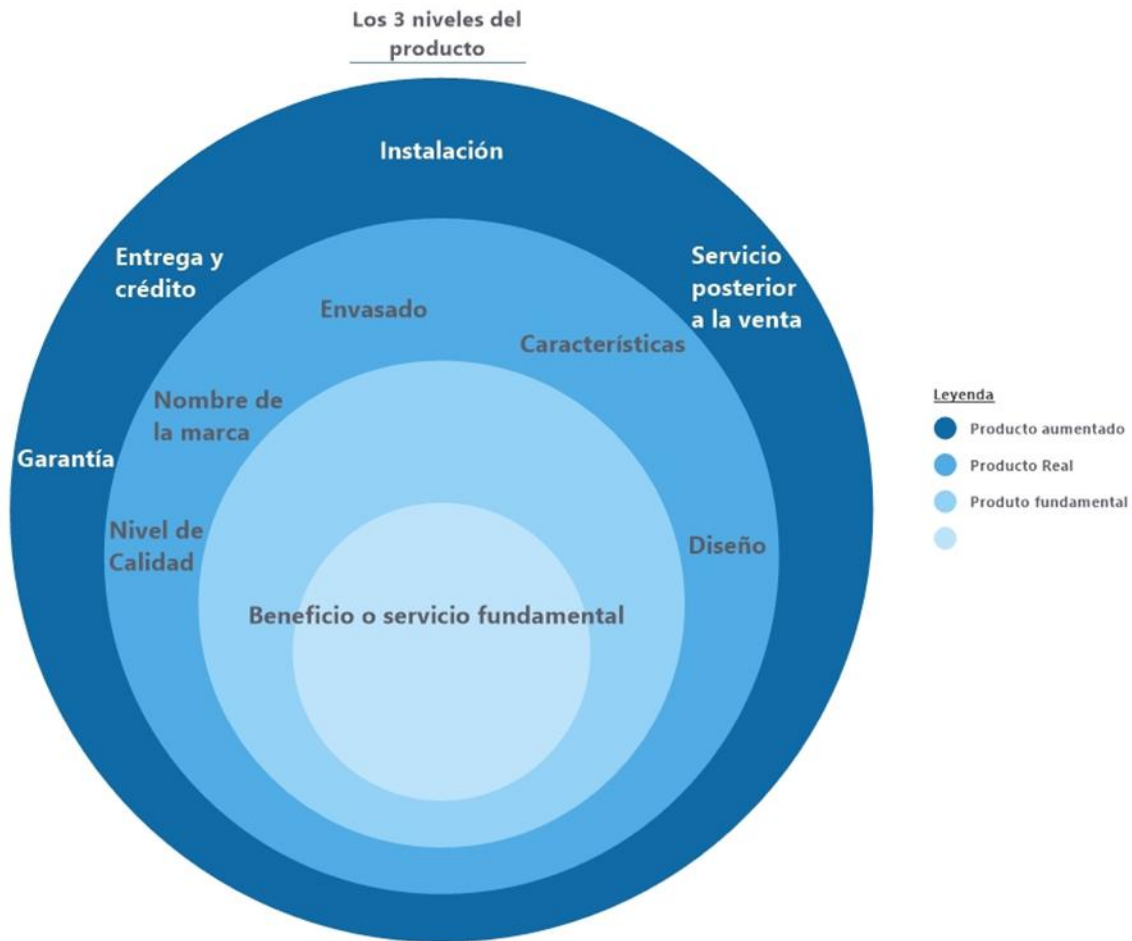 Los 3 niveles del
producto
Instalación
Entrega y
crédito
Servicio
posterior
a la venta
Envasado
Características
Nombre de
la marca
Garantía
Nivel de
Calidad
Diseño
Beneficio o servicio fundamental
Leyenda
Producto aumentado
Producto Real
Produto fundamental